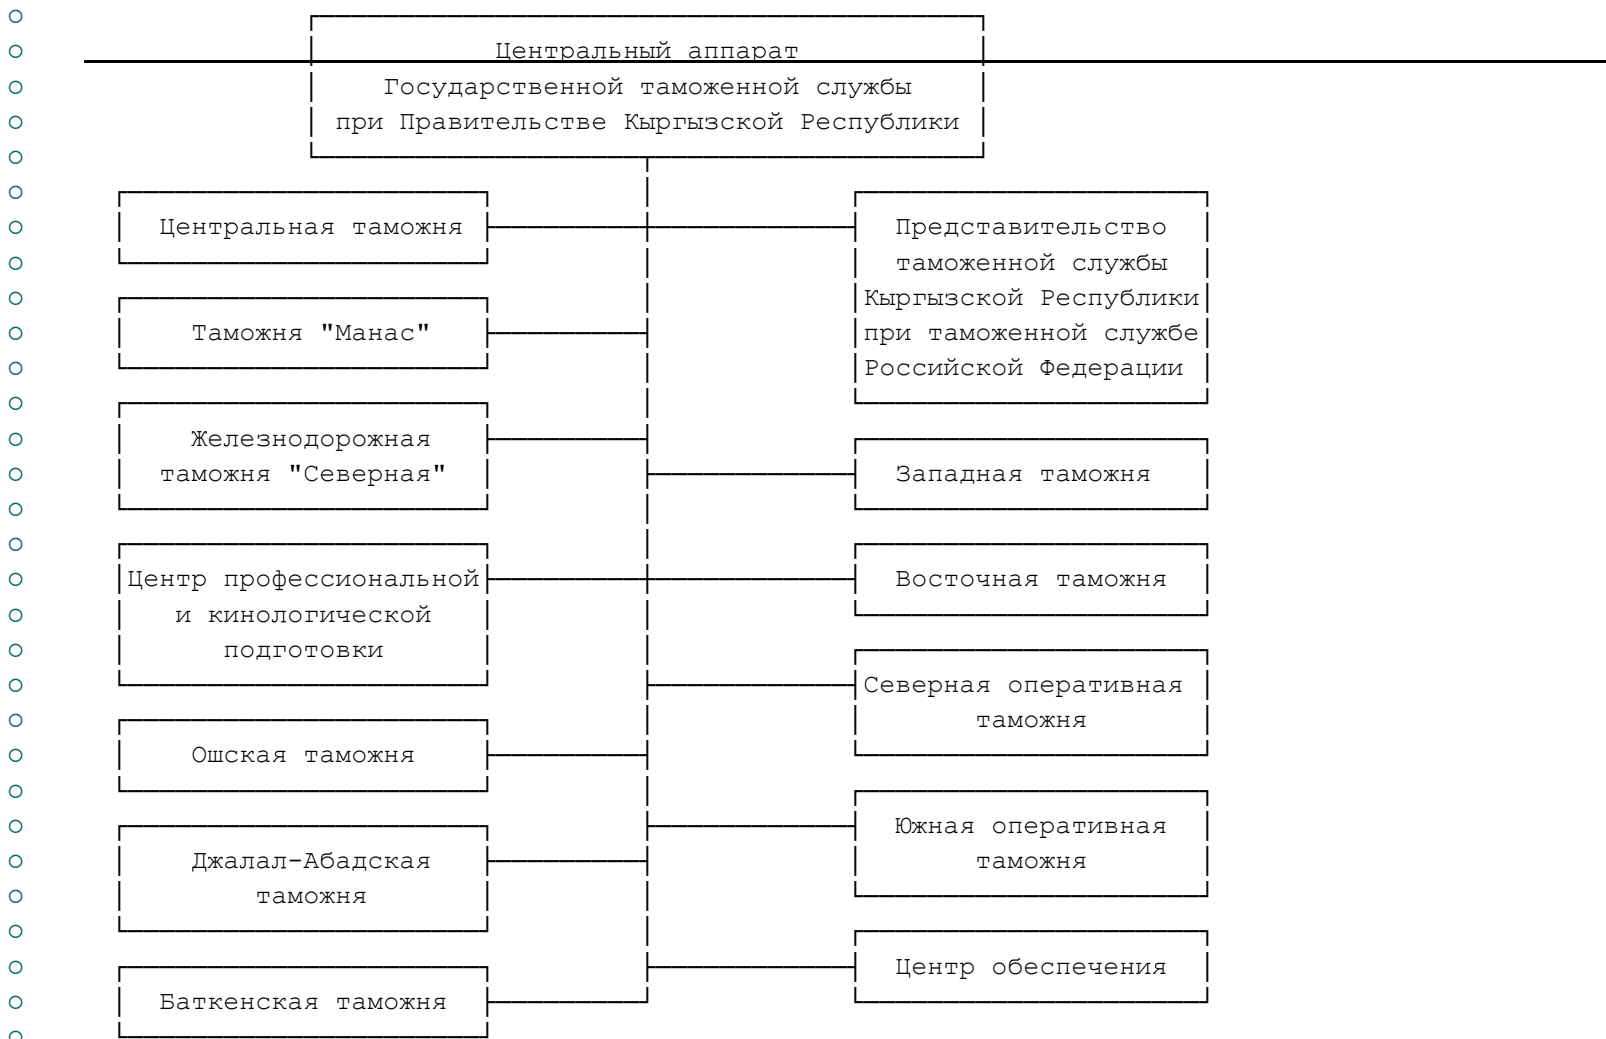 Центральный аппарат
Государственной таможенной службы
при Правительстве Кыргызской Республики
Центральная таможня
Представительство
таможенной службы
Кыргызской Республики
при таможенной службе
Российской Федерации
Таможня "Манас"
Железнодорожная
таможня "Северная"
Западная таможня
Центр профессиональной
и кинологической
подготовки
Восточная таможня
Северная оперативная
таможня
Ошская таможня
Южная оперативная
таможня
Джалал-Абадская
таможня
Центр обеспечения
Баткенская таможня